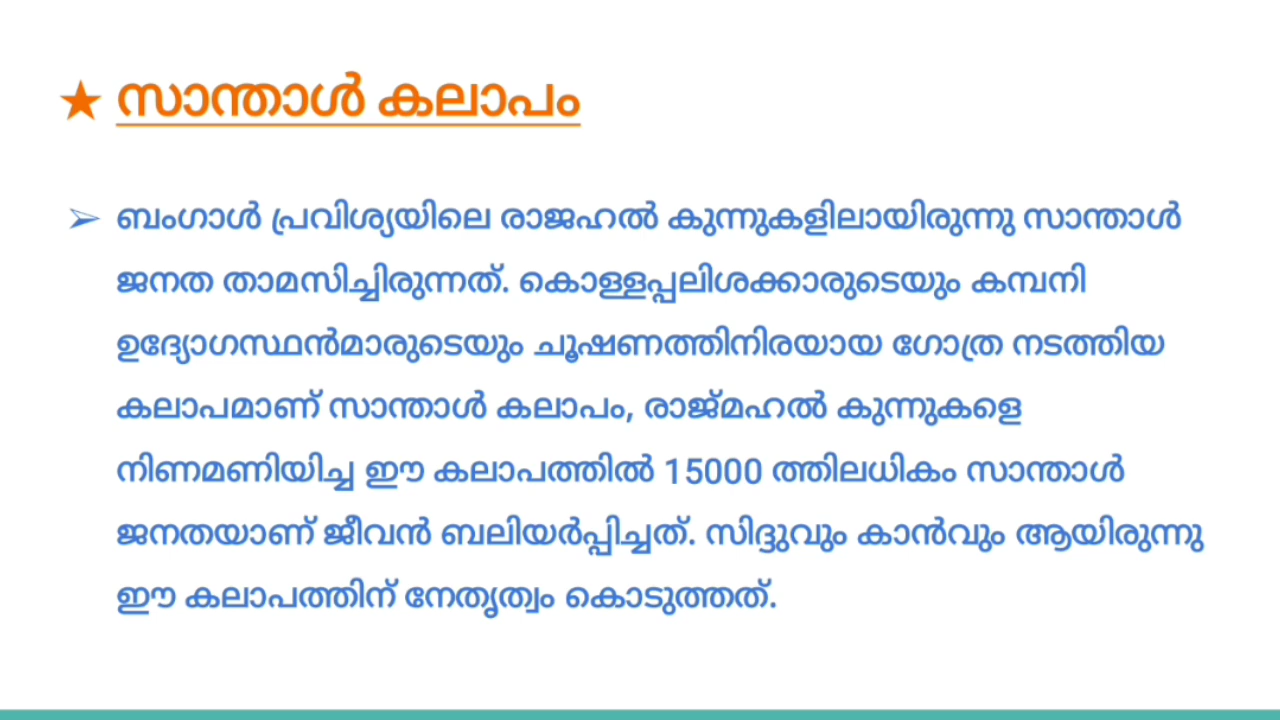 ★ സാന്താൾ കലാപം
➢ ബംഗാൾ പ്രവിശ്യയിലെ രാജഹൽ കുന്നുകളിലായിരുന്നു സാന്താൾ
ജനത താമസിച്ചിരുന്നത്. കൊള്ളപ്പലിശക്കാരുടെയും കമ്പനി
ഉദ്യോഗസ്ഥൻമാരുടെയും ചൂഷണത്തിനിരയായ ഗോത്ര നടത്തിയ
കലാപമാണ് സാന്താൾ കലാപം, രാജ്മഹൽ കുന്നുകളെ
നിണമണിയിച്ച ഈ കലാപത്തിൽ 15000 ത്തിലധികം സാന്താൾ
ജനതയാണ് ജീവൻ ബലിയർപ്പിച്ചത്. സിദ്ദുവും കാൻവും ആയിരുന്നു
ഈ കലാപത്തിന് നേതൃത്വം കൊടുത്തത്.